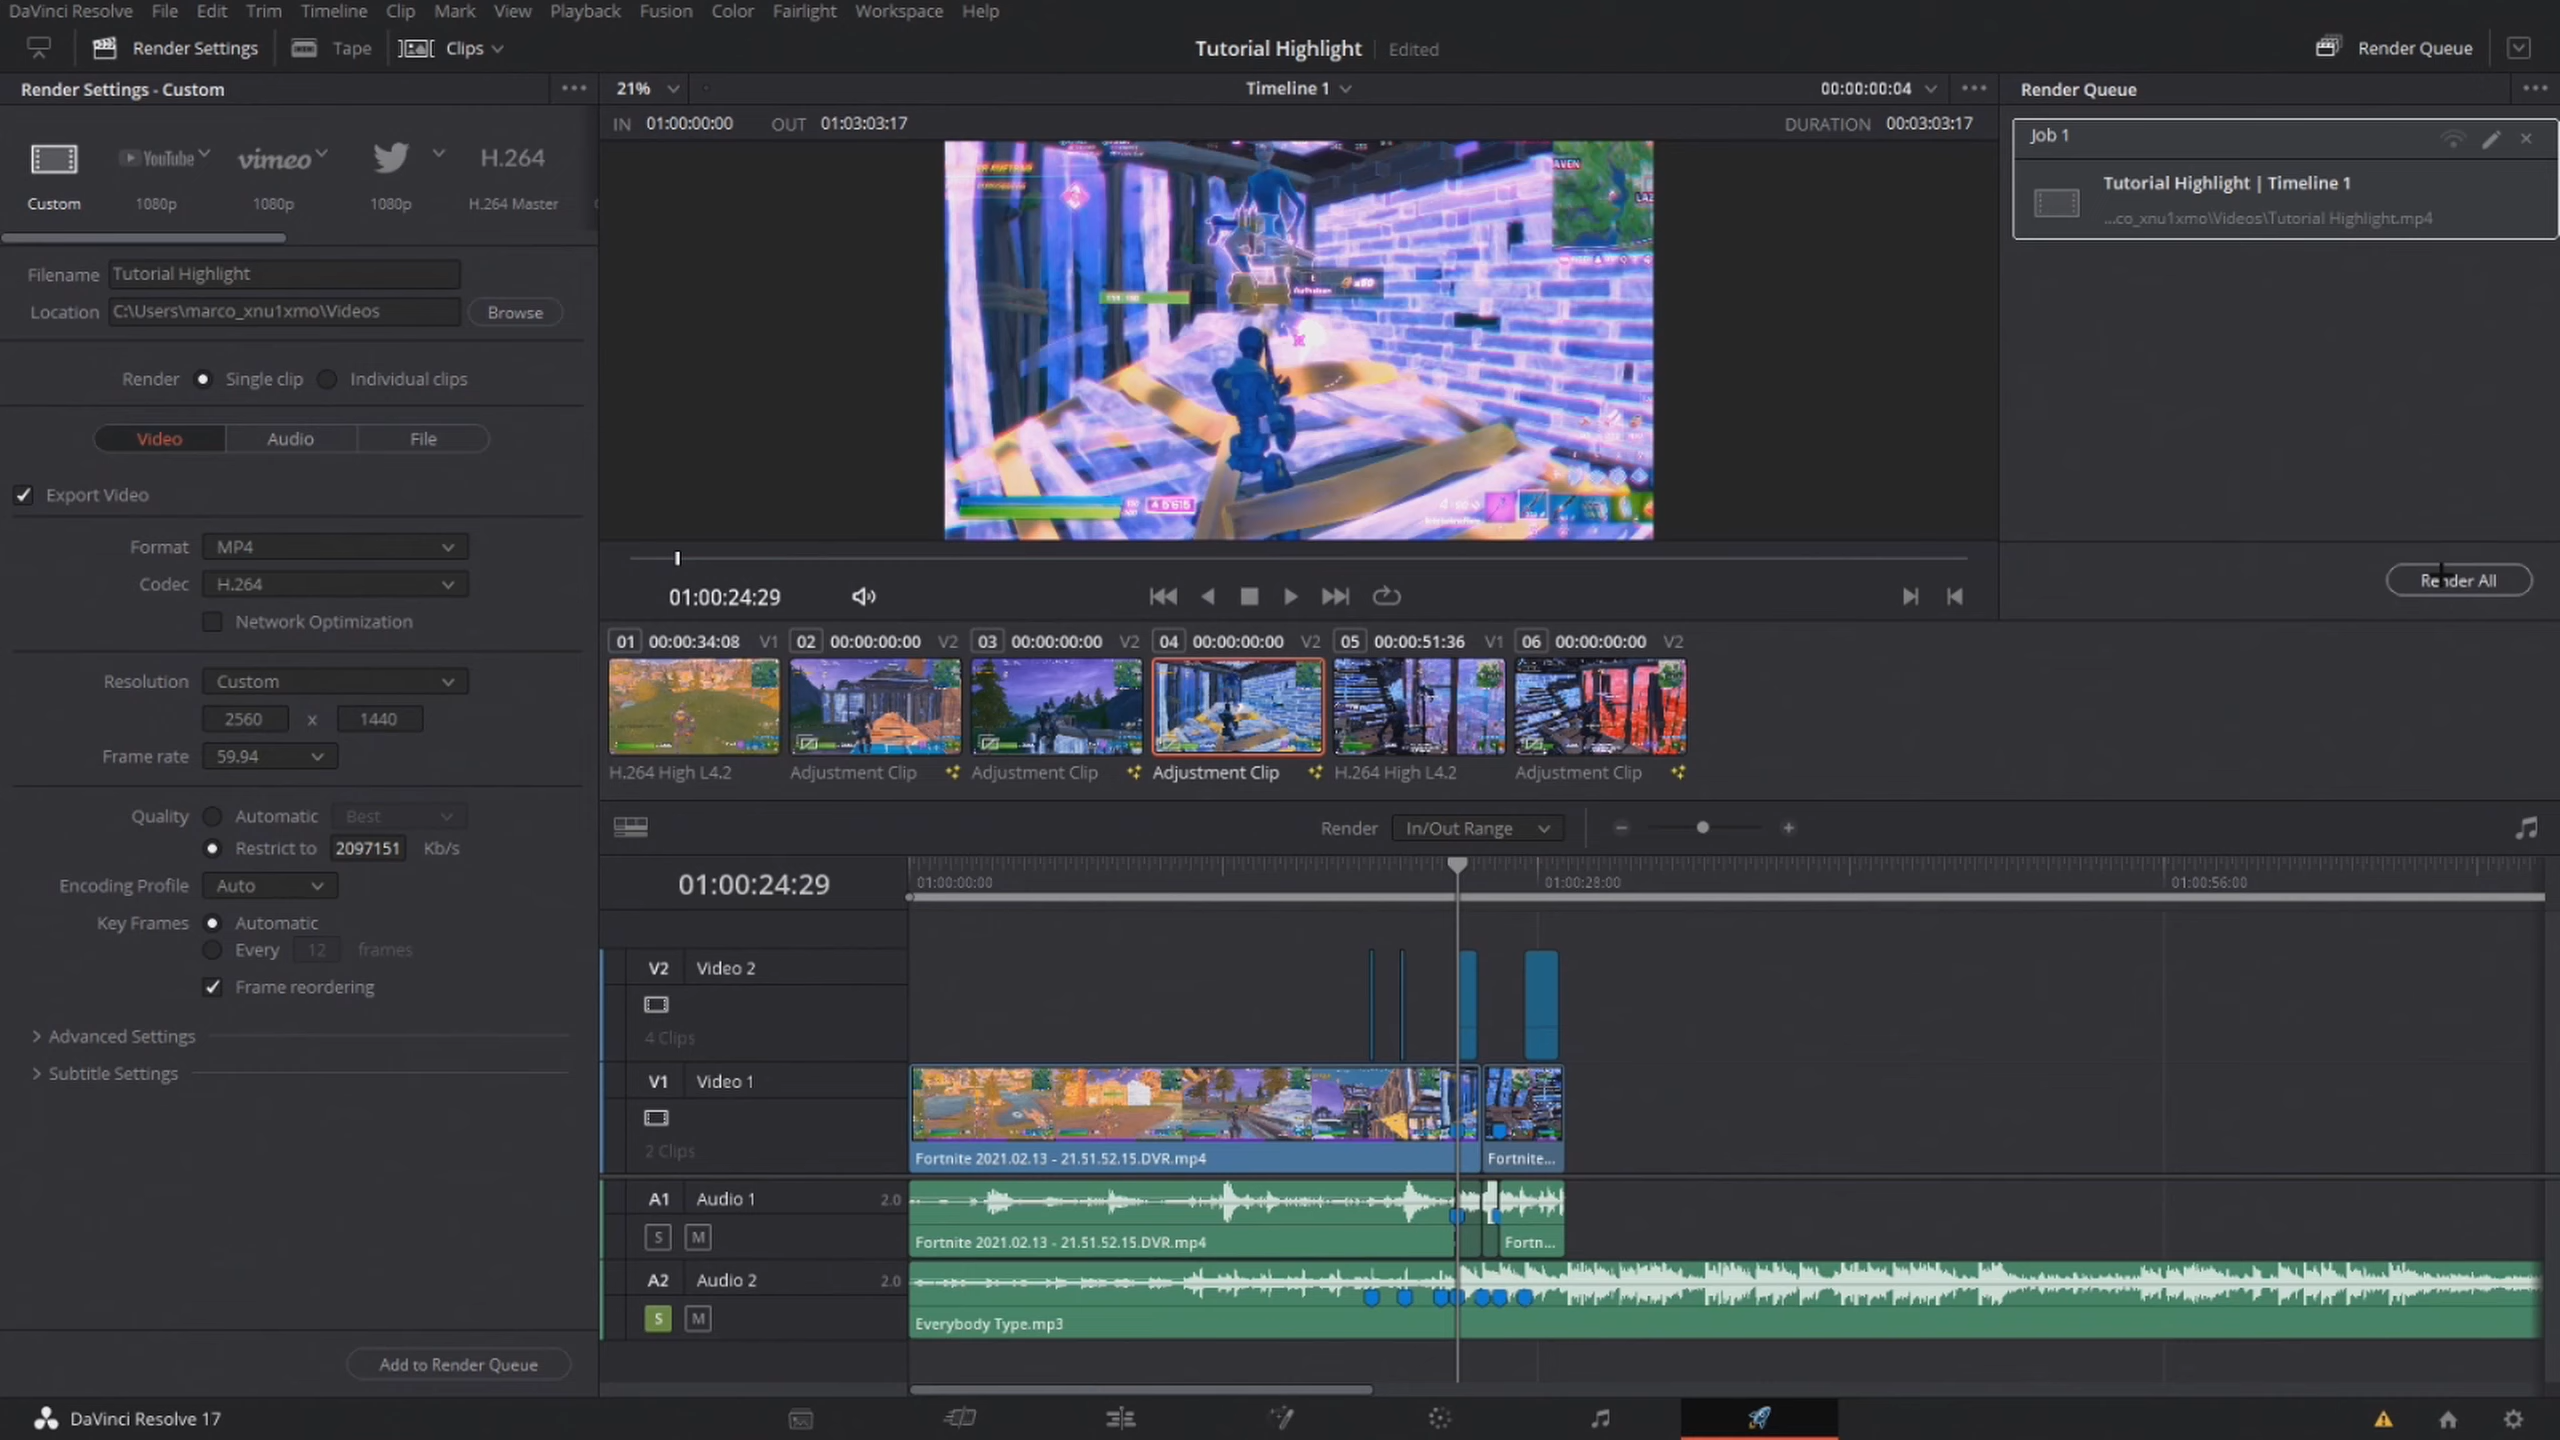 DaVinci Resolve File Edit Trim Timeline Clip Mark View Playback Fusion Color Fairlight Workspace Help
Render Settings Tape Clips Tutorial Highlight Edited Render Queue
Render Settings - Custom 21% Timeline 1 00:00:00:04 Render Queue
IN 01:00:00:00 OUT 01:03:03:17 DURATION 00:03:03:17
Job 1
Tutorial Highlight | Timeline 1
...co_xnu1xmo\Videos\Tutorial Highlight.mp4
YouTube vimeo H.264
Custom 1080p 1080p 1080p H.264 Master
Filename Tutorial Highlight
Location C:\Users\marco_xnu1xmo\Videos Browse
Render Single clip Individual clips
Video Audio File
Export Video
Format MP4
Codec H.264
Network Optimization
Resolution Custom
2560 x 1440
Frame rate 59.94
Quality Automatic Best
Restrict to 2097151 Kb/s
Encoding Profile Auto
Key Frames Automatic
Every 12 frames
Frame reordering
Advanced Settings
Subtitle Settings
Add to Render Queue
01:00:24:29
Render All
01 00:00:34:08 V1 02 00:00:00:00 V2 03 00:00:00:00 V2 04 00:00:00:00 V2 05 00:00:51:36 V1 06 00:00:00:00 V2
H.264 High L4.2 Adjustment Clip Adjustment Clip Adjustment Clip H.264 High L4.2 Adjustment Clip
Render In/Out Range
01:00:24:29 01:00:00:00 01:00:28:00 01:00:56:00
V2 Video 2
4 Clips
V1 Video 1
2 Clips
Fortnite 2021.02.13 - 21.51.52.15.DVR.mp4 Fortnite...
A1 Audio 1 2.0
S M
Fortnite 2021.02.13 - 21.51.52.15.DVR.mp4 Fortn...
A2 Audio 2 2.0
S M
Everybody Type.mp3
DaVinci Resolve 17